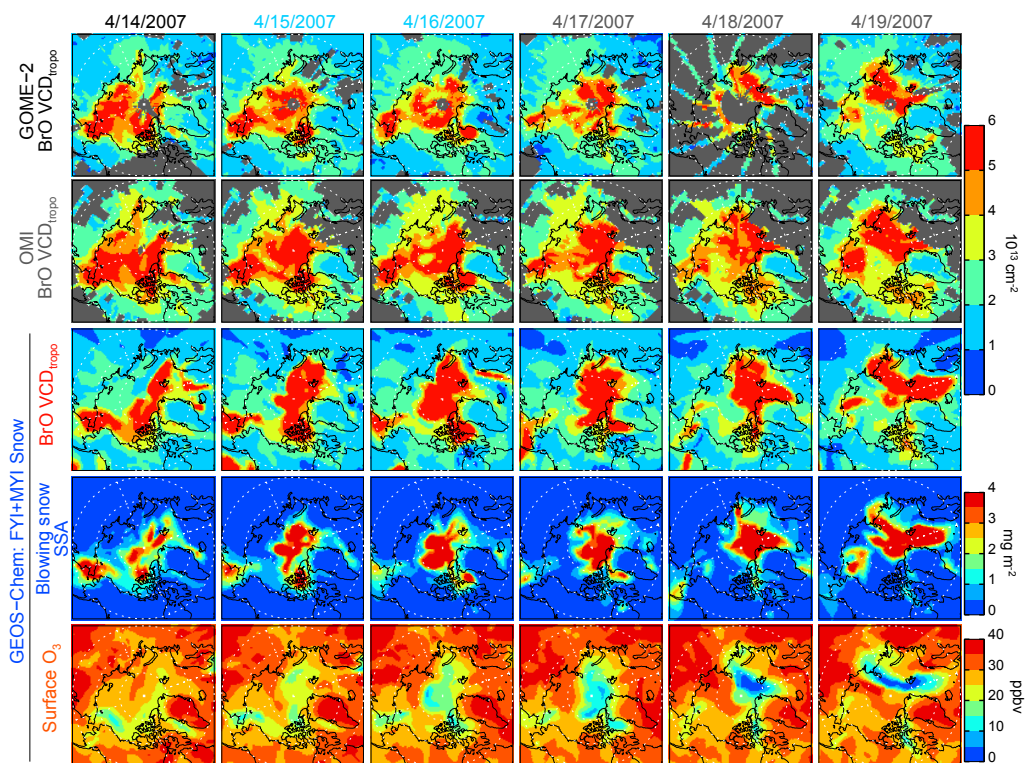 4/14/2007 4/15/2007 4/16/2007 4/17/2007 4/18/2007 4/19/2007
GOME−2
BrO VCDtropo
OMI
BrO VCDtropo
GEOS−Chem: FYI+MYI Snow
BrO VCDtropo
Blowing snow
SSA
Surface O3
6
5
4
3
2
1
0
10^13 cm^-2
4
3
2
1
0
mg m^-2
40
30
20
10
0
ppbv